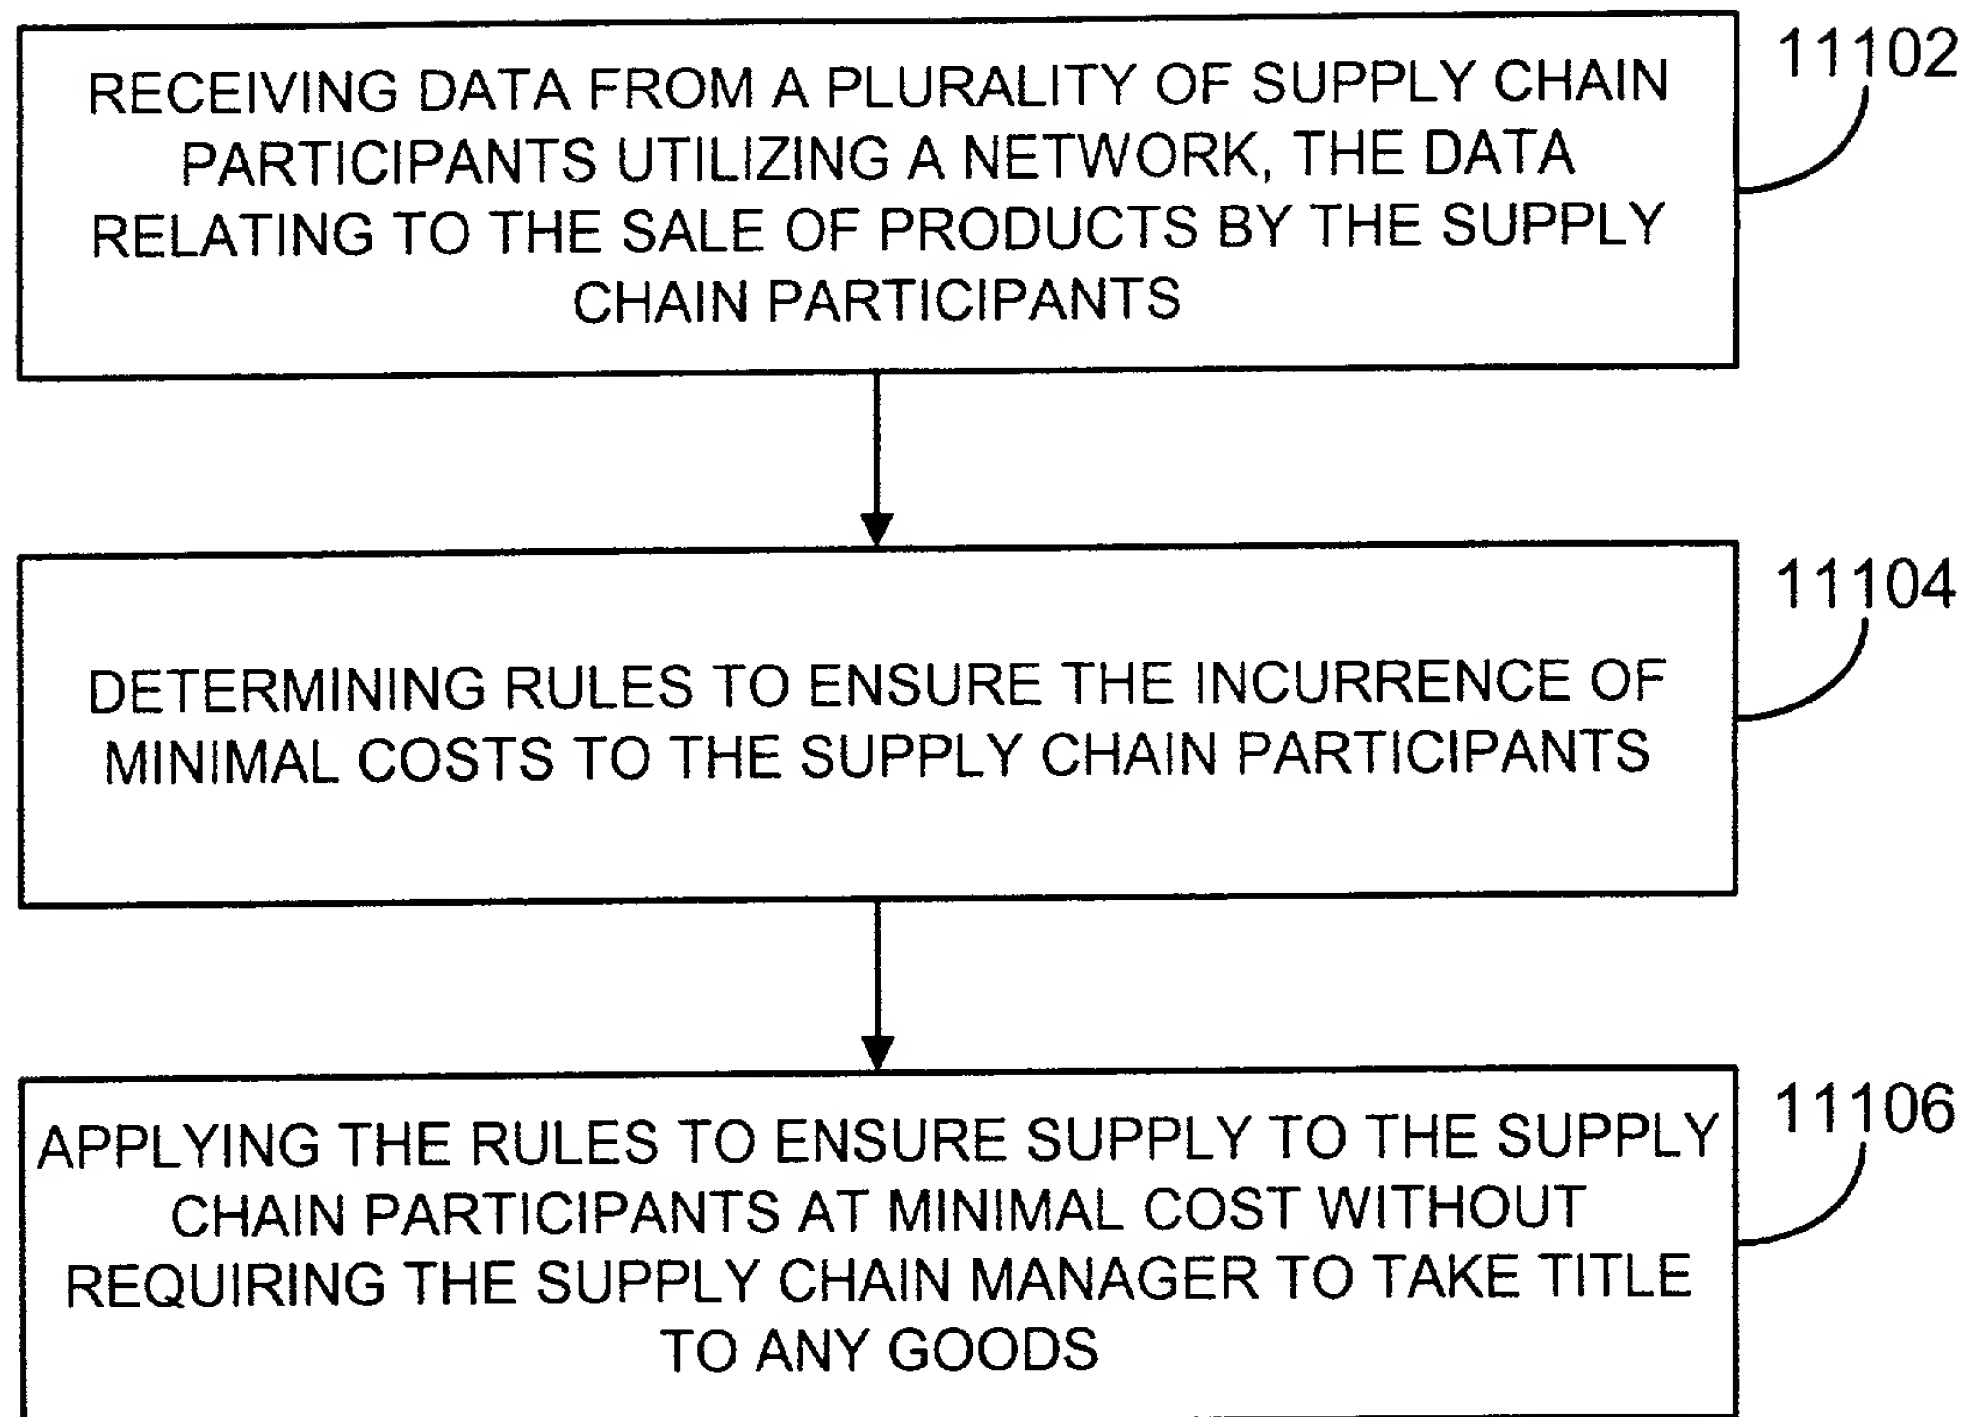 11102
RECEIVING DATA FROM A PLURALITY OF SUPPLY CHAIN
PARTICIPANTS UTILIZING A NETWORK, THE DATA
RELATING TO THE SALE OF PRODUCTS BY THE SUPPLY
CHAIN PARTICIPANTS
11104
DETERMINING RULES TO ENSURE THE INCURRENCE OF
MINIMAL COSTS TO THE SUPPLY CHAIN PARTICIPANTS
11106
APPLYING THE RULES TO ENSURE SUPPLY TO THE SUPPLY
CHAIN PARTICIPANTS AT MINIMAL COST WITHOUT
REQUIRING THE SUPPLY CHAIN MANAGER TO TAKE TITLE
TO ANY GOODS